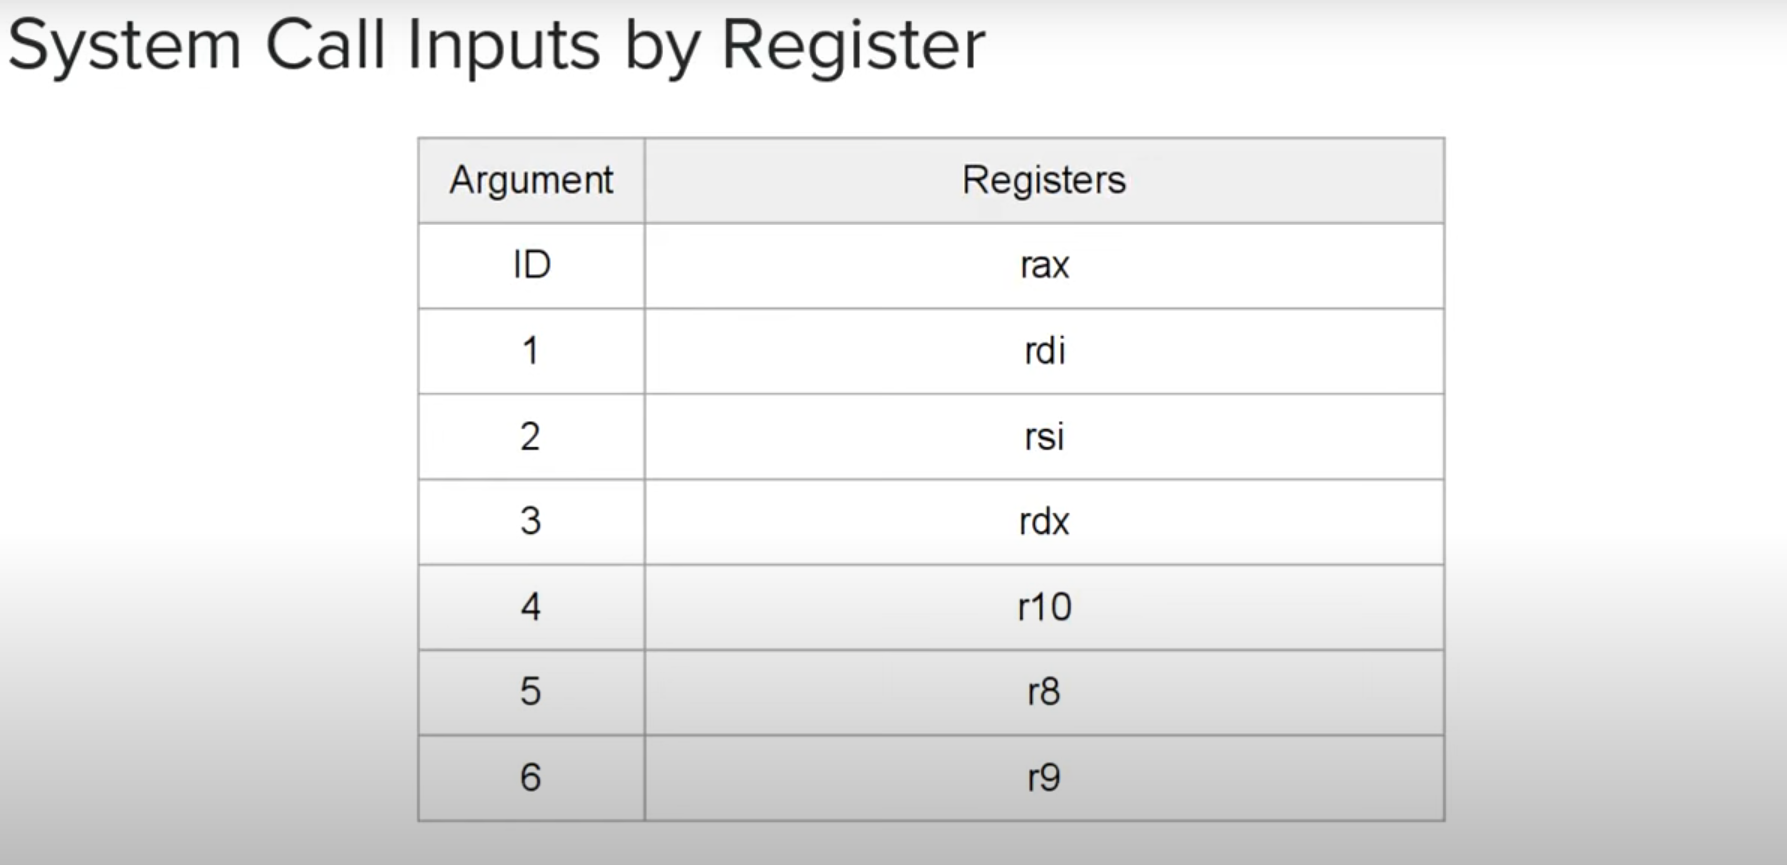 System Call Inputs by Register
Argument Registers
ID rax
1 rdi
2 rsi
3 rdx
4 r10
5 r8
6 r9